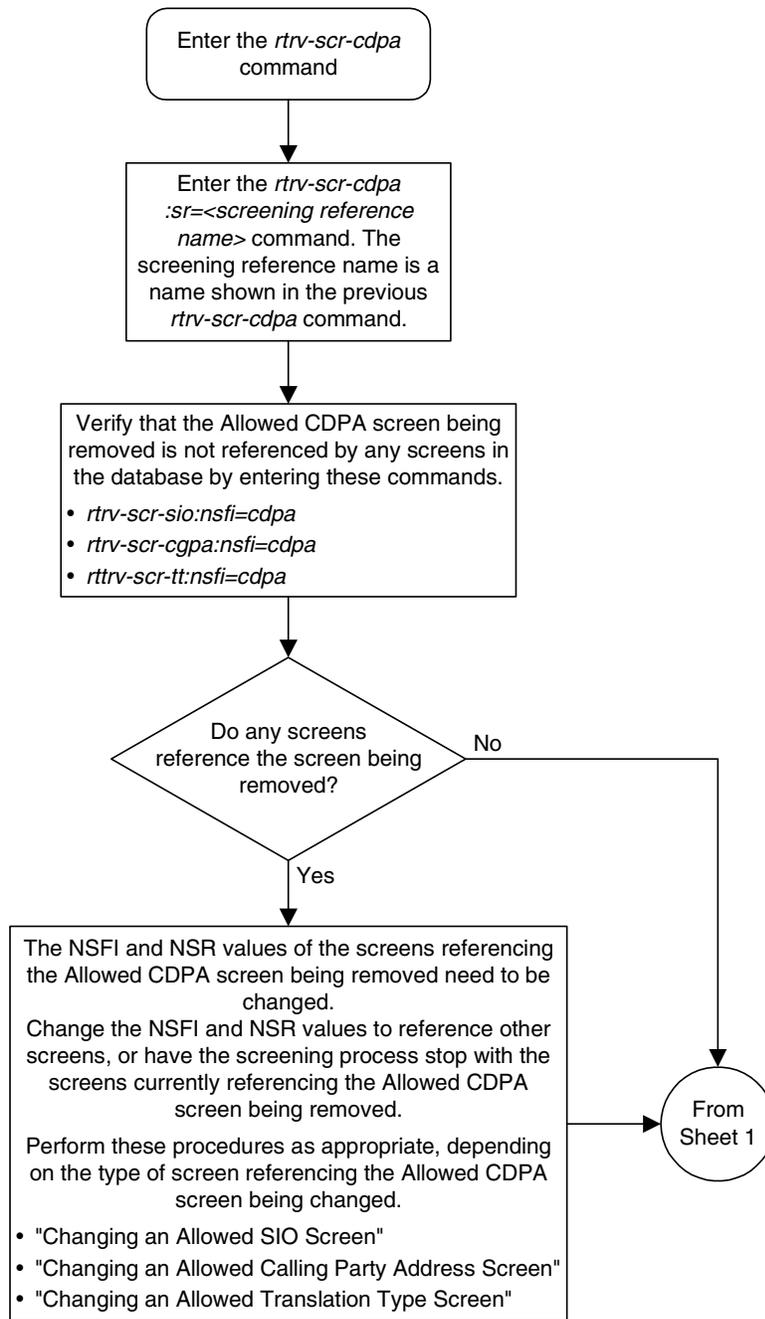 Enter the rtrv-scr-cdpa
command
Enter the rtrv-scr-cdpa
:sr=<screening reference
name> command. The
screening reference name is a
name shown in the previous
rtrv-scr-cdpa command.
Verify that the Allowed CDPA screen being
removed is not referenced by any screens in
the database by entering these commands.
• rtrv-scr-sio:nsfi=cdpa
• rtrv-scr-cgpa:nsfi=cdpa
• rttrv-scr-tt:nsfi=cdpa
Do any screens
reference the screen being
removed?
No
Yes
The NSFI and NSR values of the screens referencing
the Allowed CDPA screen being removed need to be
changed.
Change the NSFI and NSR values to reference other
screens, or have the screening process stop with the
screens currently referencing the Allowed CDPA
screen being removed.
Perform these procedures as appropriate, depending
on the type of screen referencing the Allowed CDPA
screen being changed.
• "Changing an Allowed SIO Screen"
• "Changing an Allowed Calling Party Address Screen"
• "Changing an Allowed Translation Type Screen"
From
Sheet 1